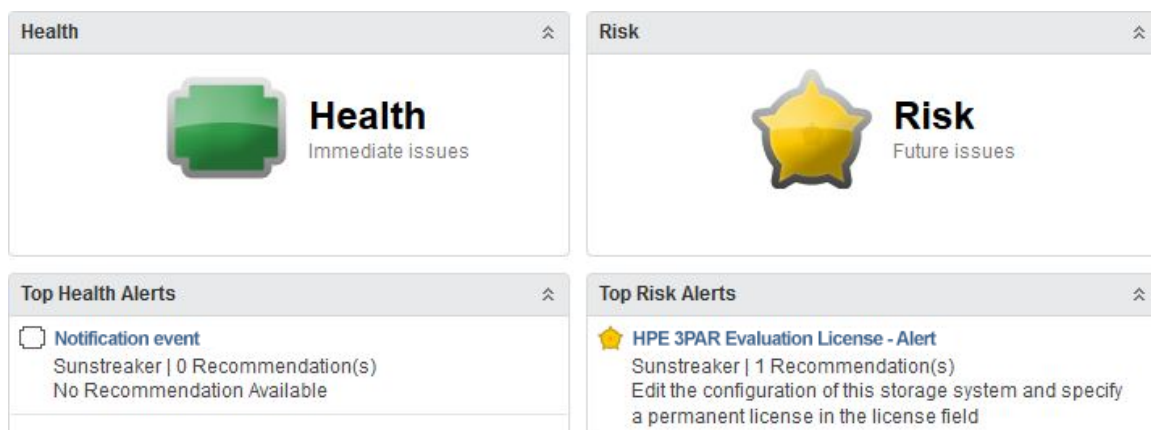 Health
Health
Immediate issues
Risk
Risk
Future issues
Top Health Alerts
Notification event
Sunstreaker | 0 Recommendation(s)
No Recommendation Available
Top Risk Alerts
HPE 3PAR Evaluation License - Alert
Sunstreaker | 1 Recommendation(s)
Edit the configuration of this storage system and specify
a permanent license in the license field